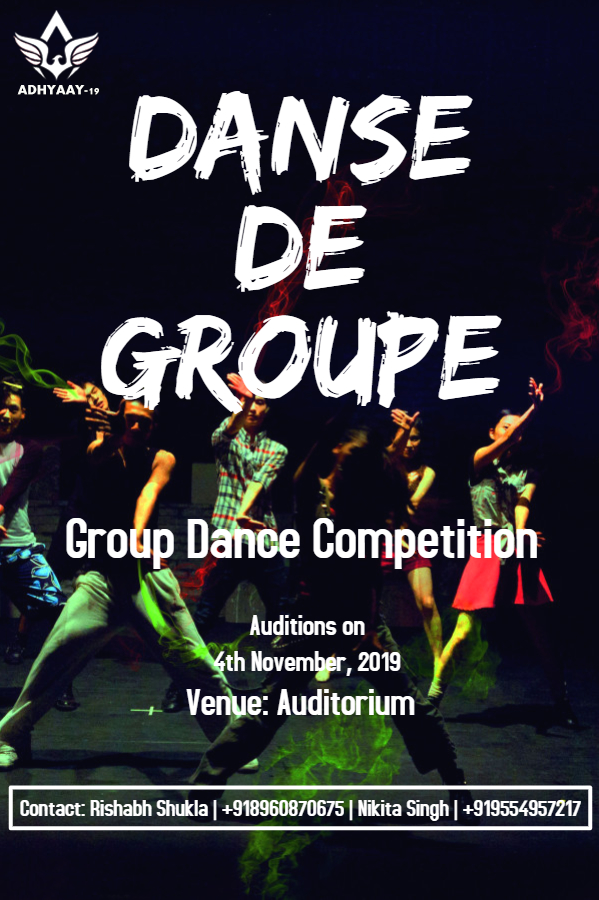 ADHYAAY-19
DANSE
DE
GROUPE
Group Dance Competition
Auditions on
4th November, 2019
Venue: Auditorium
Contact: Rishabh Shukla | +918960870675 | Nikita Singh | +919554957217